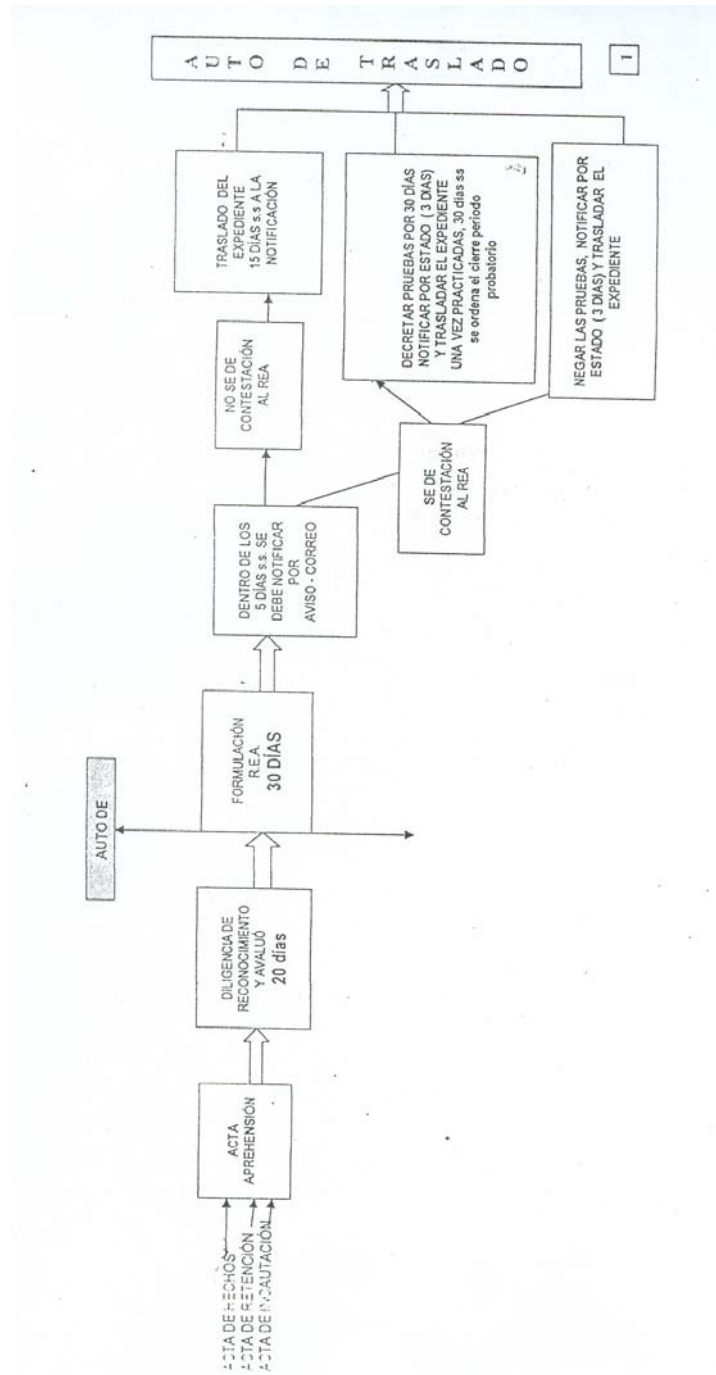 ACTA DE HECHOS
ACTA DE RETENCIÓN
ACTA DE INCAUTACIÓN
ACTA
APREHENSIÓN
DILIGENCIA DE
RECONOCIMIENTO
Y AVALUÓ
20 días
AUTO DE
FORMULACIÓN
R.E.A.
30 DÍAS
DENTRO DE LOS
5 DÍAS s.s. SE
DEBE NOTIFICAR
POR
AVISO - CORREO
NO SE DE
CONTESTACIÓN
AL REA
SE DE
CONTESTACIÓN
AL REA
TRASLADO DEL
EXPEDIENTE
15 DÍAS s.s A LA
NOTIFICACIÓN
DECRETAR PRUEBAS POR 30 DÍAS
NOTIFICAR POR ESTADO ( 3 DIAS)
Y TRASLADAR EL EXPEDIENTE
UNA VEZ PRACTICADAS, 30 dias ss
se ordena el cierre periodo
probatorio
NEGAR LAS PRUEBAS, NOTIFICAR POR
ESTADO ( 3 DIAS) Y TRASLADAR EL
EXPEDIENTE
AUTO DE TRASLADO
1